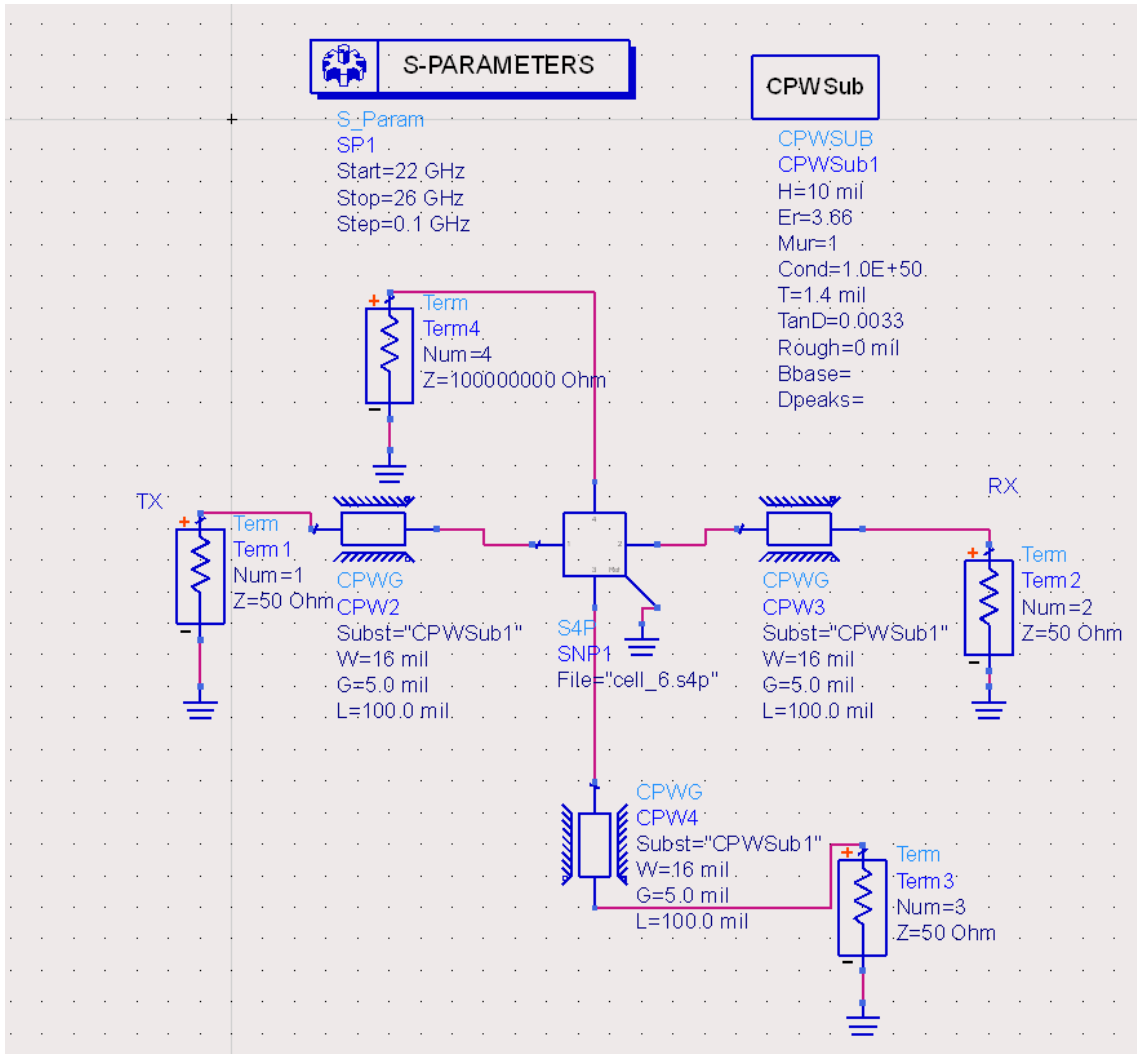 S-PARAMETERS
S_Param
SP1
Start=22 GHz
Stop=26 GHz
Step=0.1 GHz
CPWSub
CPWSUB
CPWSub1
H=10 mil
Er=3.66
Mur=1
Cond=1.0E+50
T=1.4 mil
TanD=0.0033
Rough=0 mil
Bbase=
Dpeaks=
+
Term
Term4
Num=4
Z=100000000 Ohm
-
TX
+
Term
Term1
Num=1
Z=50 Ohm
-
CPWG
CPW2
Subst="CPWSub1"
W=16 mil
G=5.0 mil
L=100.0 mil
4
1
2
3
Ref
S4P
SNP1
File="cell_6.s4p"
CPWG
CPW3
Subst="CPWSub1"
W=16 mil
G=5.0 mil
L=100.0 mil
RX
+
Term
Term2
Num=2
Z=50 Ohm
-
CPWG
CPW4
Subst="CPWSub1"
W=16 mil
G=5.0 mil
L=100.0 mil
+
Term
Term3
Num=3
Z=50 Ohm
-